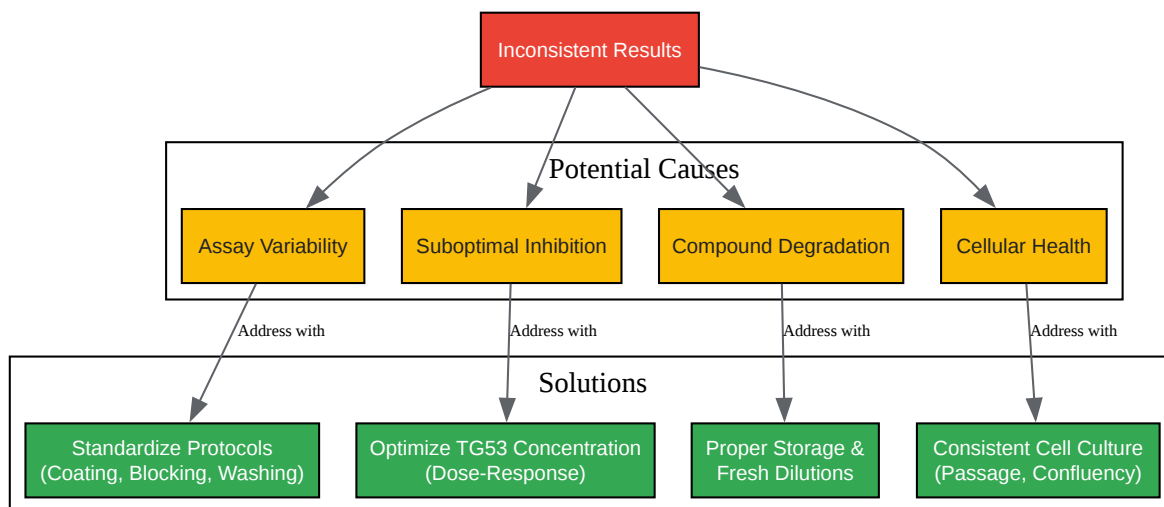 Inconsistent Results
Potential Causes
Assay Variability
Suboptimal Inhibition
Compound Degradation
Cellular Health
Address with
Address with
Address with
Address with
Solutions
Standardize Protocols
(Coating, Blocking, Washing)
Optimize TG53 Concentration
(Dose-Response)
Proper Storage &
Fresh Dilutions
Consistent Cell Culture
(Passage, Confluency)